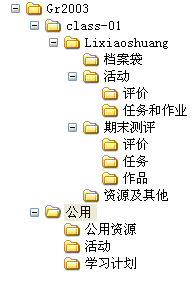 Gr2003
class-01
Lixiaoshuang
档案袋
活动
评价
任务和作业
期末测评
评价
任务
作品
资源及其他
公用
公用资源
活动
学习计划